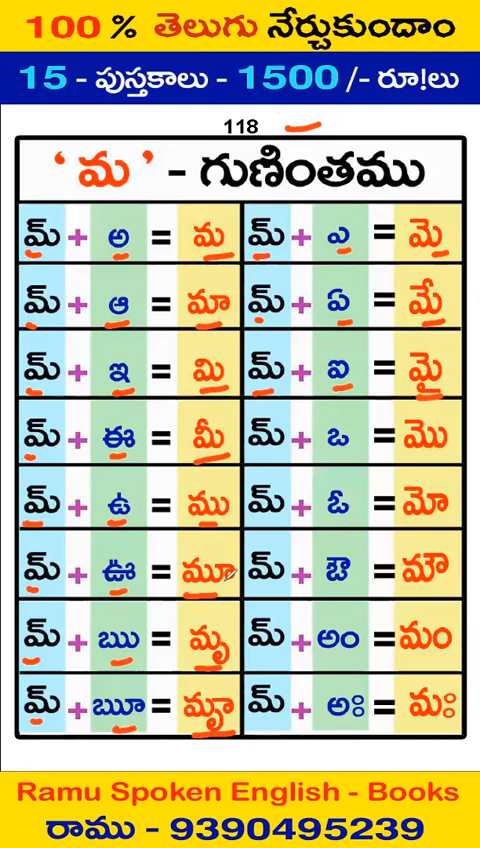 100 % తెలుగు నేర్చుకుందాం
15 - పుస్తకాలు - 1500 /- రూ!లు
118
‘ మ ’ - గుణింతము
మ్ + అ = మ మ్ + ఎ = మె
మ్ + ఆ = మా మ్ + ఏ = మే
మ్ + ఇ = మి మ్ + ఐ = మై
మ్ + ఈ = మీ మ్ + ఒ = మొ
మ్ + ఉ = ము మ్ + ఓ = మో
మ్ + ఊ = మూ మ్ + ఔ = మౌ
మ్ + ఋ = మృ మ్ + అం = మం
మ్ + ౠ = మౄ మ్ + అః = మః
Ramu Spoken English - Books
రాము - 9390495239